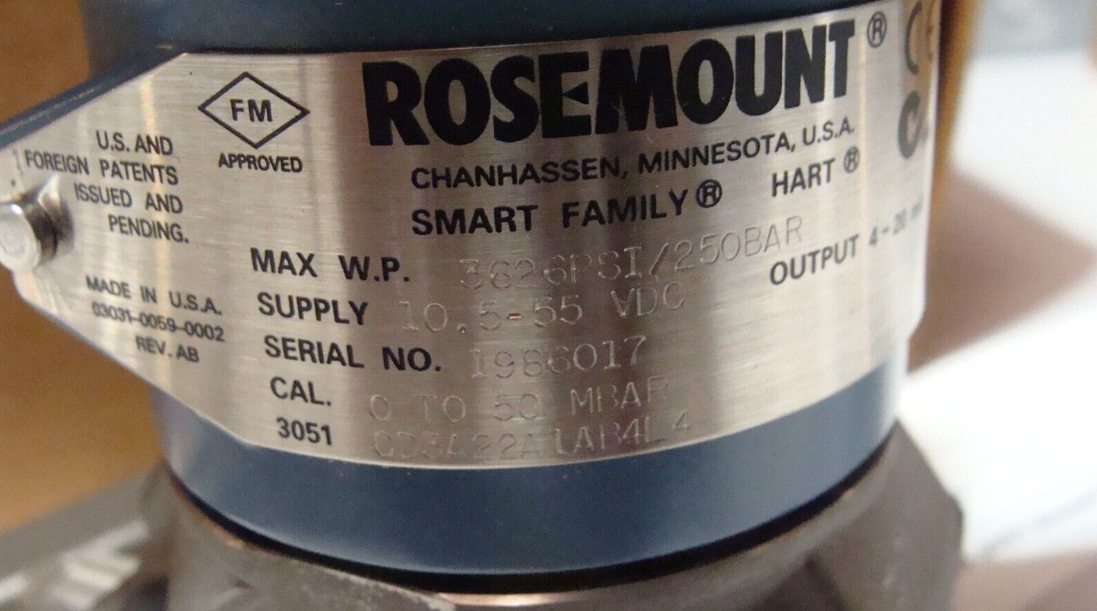 ROSEMOUNT®
CHANHASSEN, MINNESOTA, U.S.A.
SMART FAMILY® HART®
FM
APPROVED
U.S. AND
FOREIGN PATENTS
ISSUED AND
PENDING.
MADE IN U.S.A.
03031-0059-0002
REV. AB
MAX W.P. 3626PSI/250BAR
SUPPLY 10.5-55 VDC
OUTPUT 4-20
SERIAL NO. 1986017
CAL. 0 TO 50 MBAR
3051 CD3A22A1AB4L4
CE